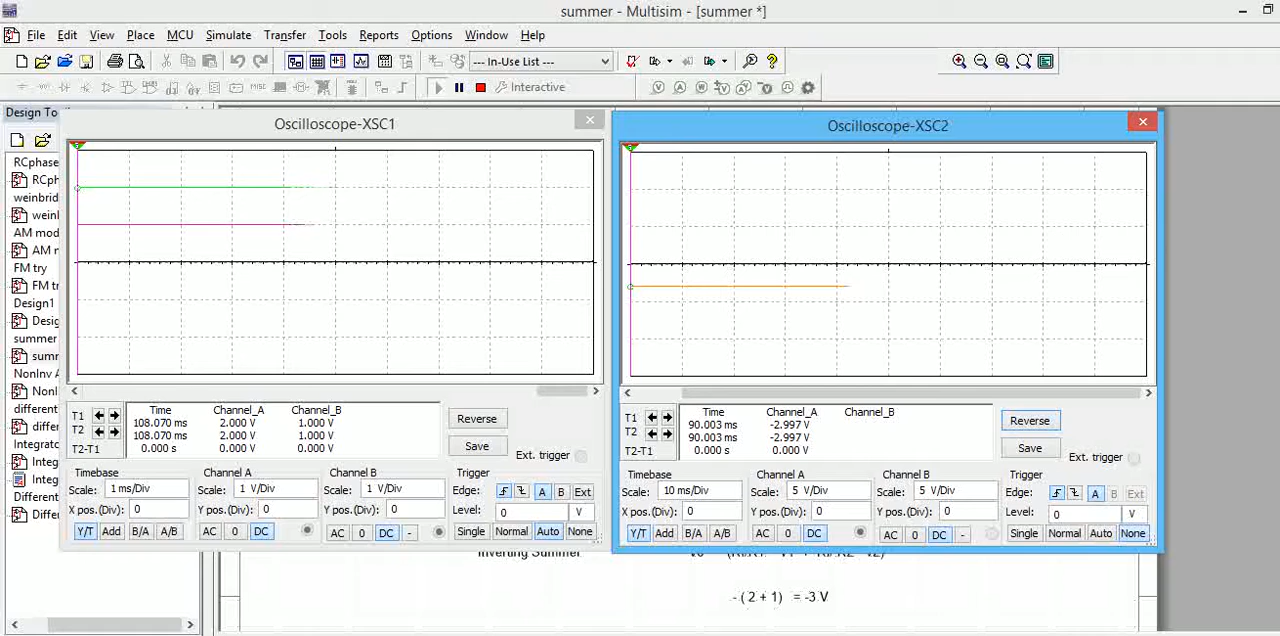 summer - Multisim - [summer *]
File Edit View Place MCU Simulate Transfer Tools Reports Options Window Help
--- In-Use List ---
Interactive
Design To
RCphase
RCph
weinbrid
weinl
AM mod
AM r
FM try
FM tr
Design1
Desig
summer
sumr
NonInv A
Nonl
different
differ
Integrato
Integ
Integ
Different
Diffe
Oscilloscope-XSC1
T1
T2
T2-T1
Time Channel_A Channel_B
108.070 ms 2.000 V 1.000 V
108.070 ms 2.000 V 1.000 V
0.000 s 0.000 V 0.000 V
Reverse
Save
Ext. trigger
Timebase Channel A Channel B Trigger
Scale: 1 ms/Div Scale: 1 V/Div Scale: 1 V/Div Edge: A B Ext
X pos.(Div): 0 Y pos.(Div): 0 Y pos.(Div): 0 Level: 0 V
Y/T Add B/A A/B AC 0 DC AC 0 DC - Single Normal Auto None
Oscilloscope-XSC2
T1
T2
T2-T1
Time Channel_A Channel_B
90.003 ms -2.997 V
90.003 ms -2.997 V
0.000 s 0.000 V
Reverse
Save
Ext. trigger
Timebase Channel A Channel B Trigger
Scale: 10 ms/Div Scale: 5 V/Div Scale: 5 V/Div Edge: A B Ext
X pos.(Div): 0 Y pos.(Div): 0 Y pos.(Div): 0 Level: 0 V
Y/T Add B/A A/B AC 0 DC AC 0 DC - Single Normal Auto None
Inverting Summer
- ( 2 + 1 ) = -3 V